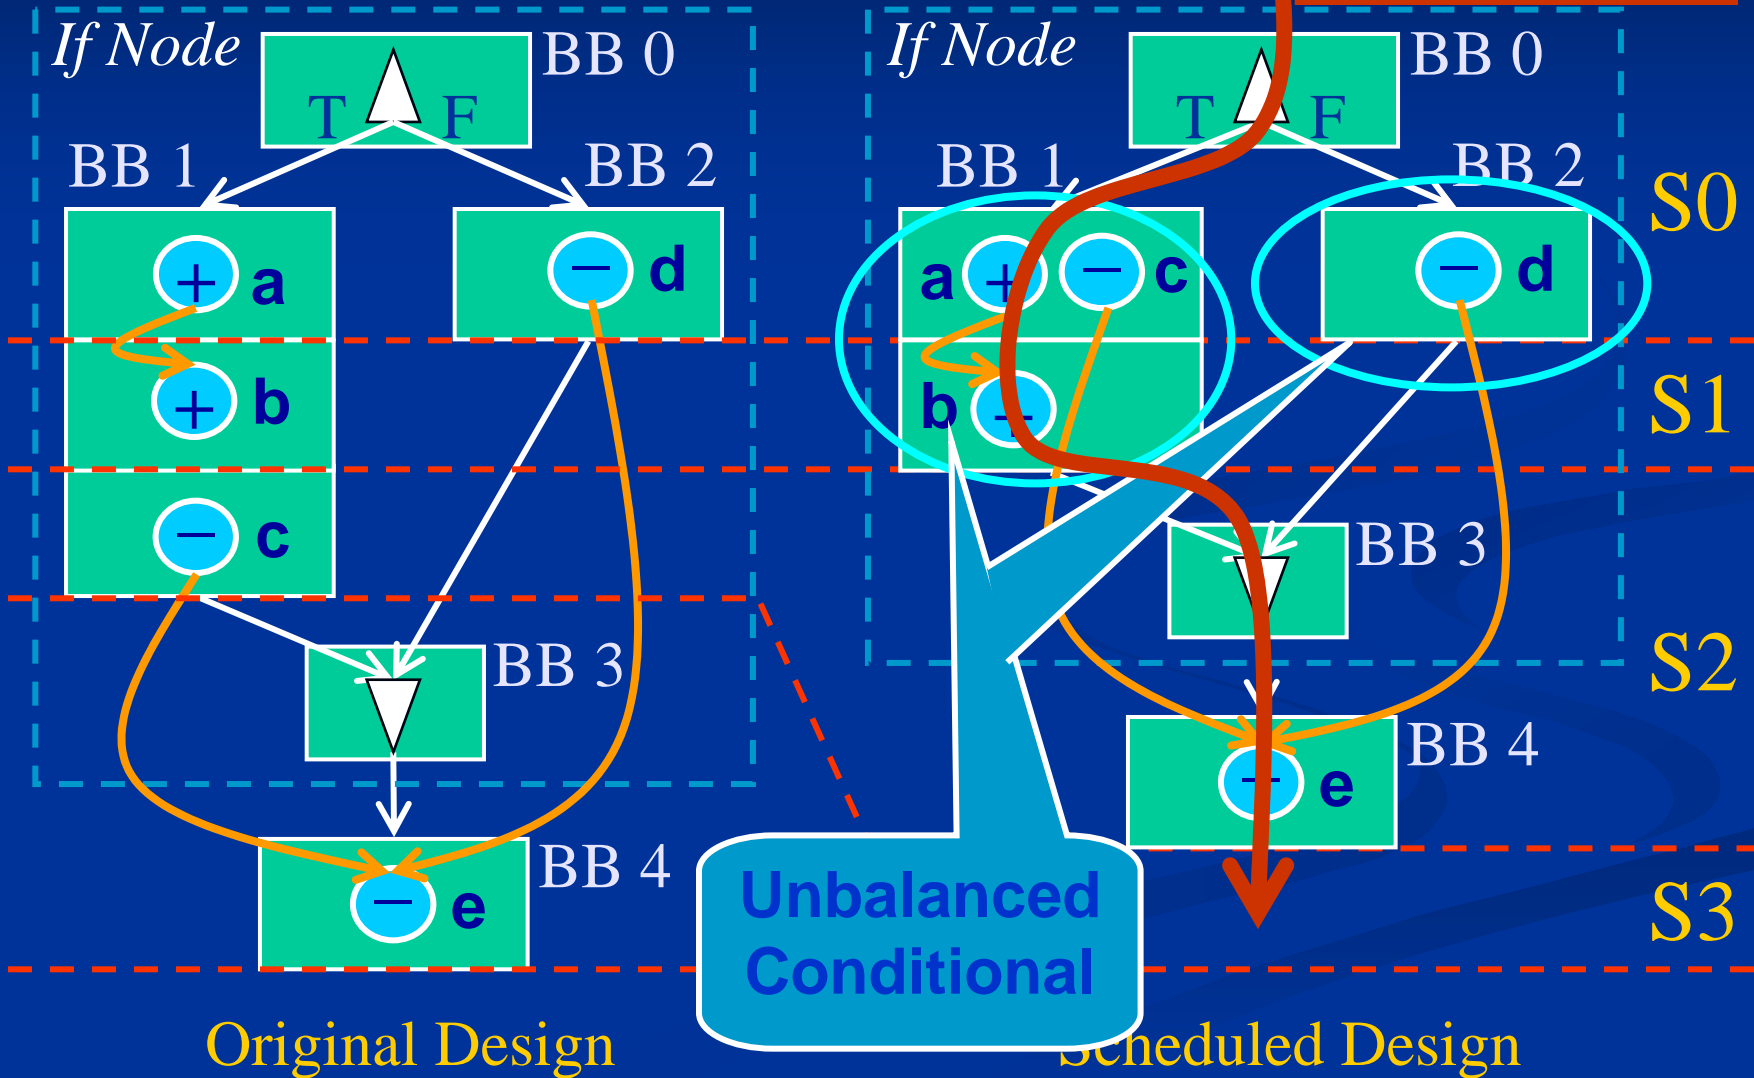 If Node
BB 0
T F
BB 1
BB 2
+ a
− d
+ b
− c
BB 3
BB 4
− e
Original Design
If Node
BB 0
T F
BB 1
BB 2
S0
a + − c
− d
b +
S1
BB 3
S2
BB 4
− e
S3
Unbalanced
Conditional
Scheduled Design